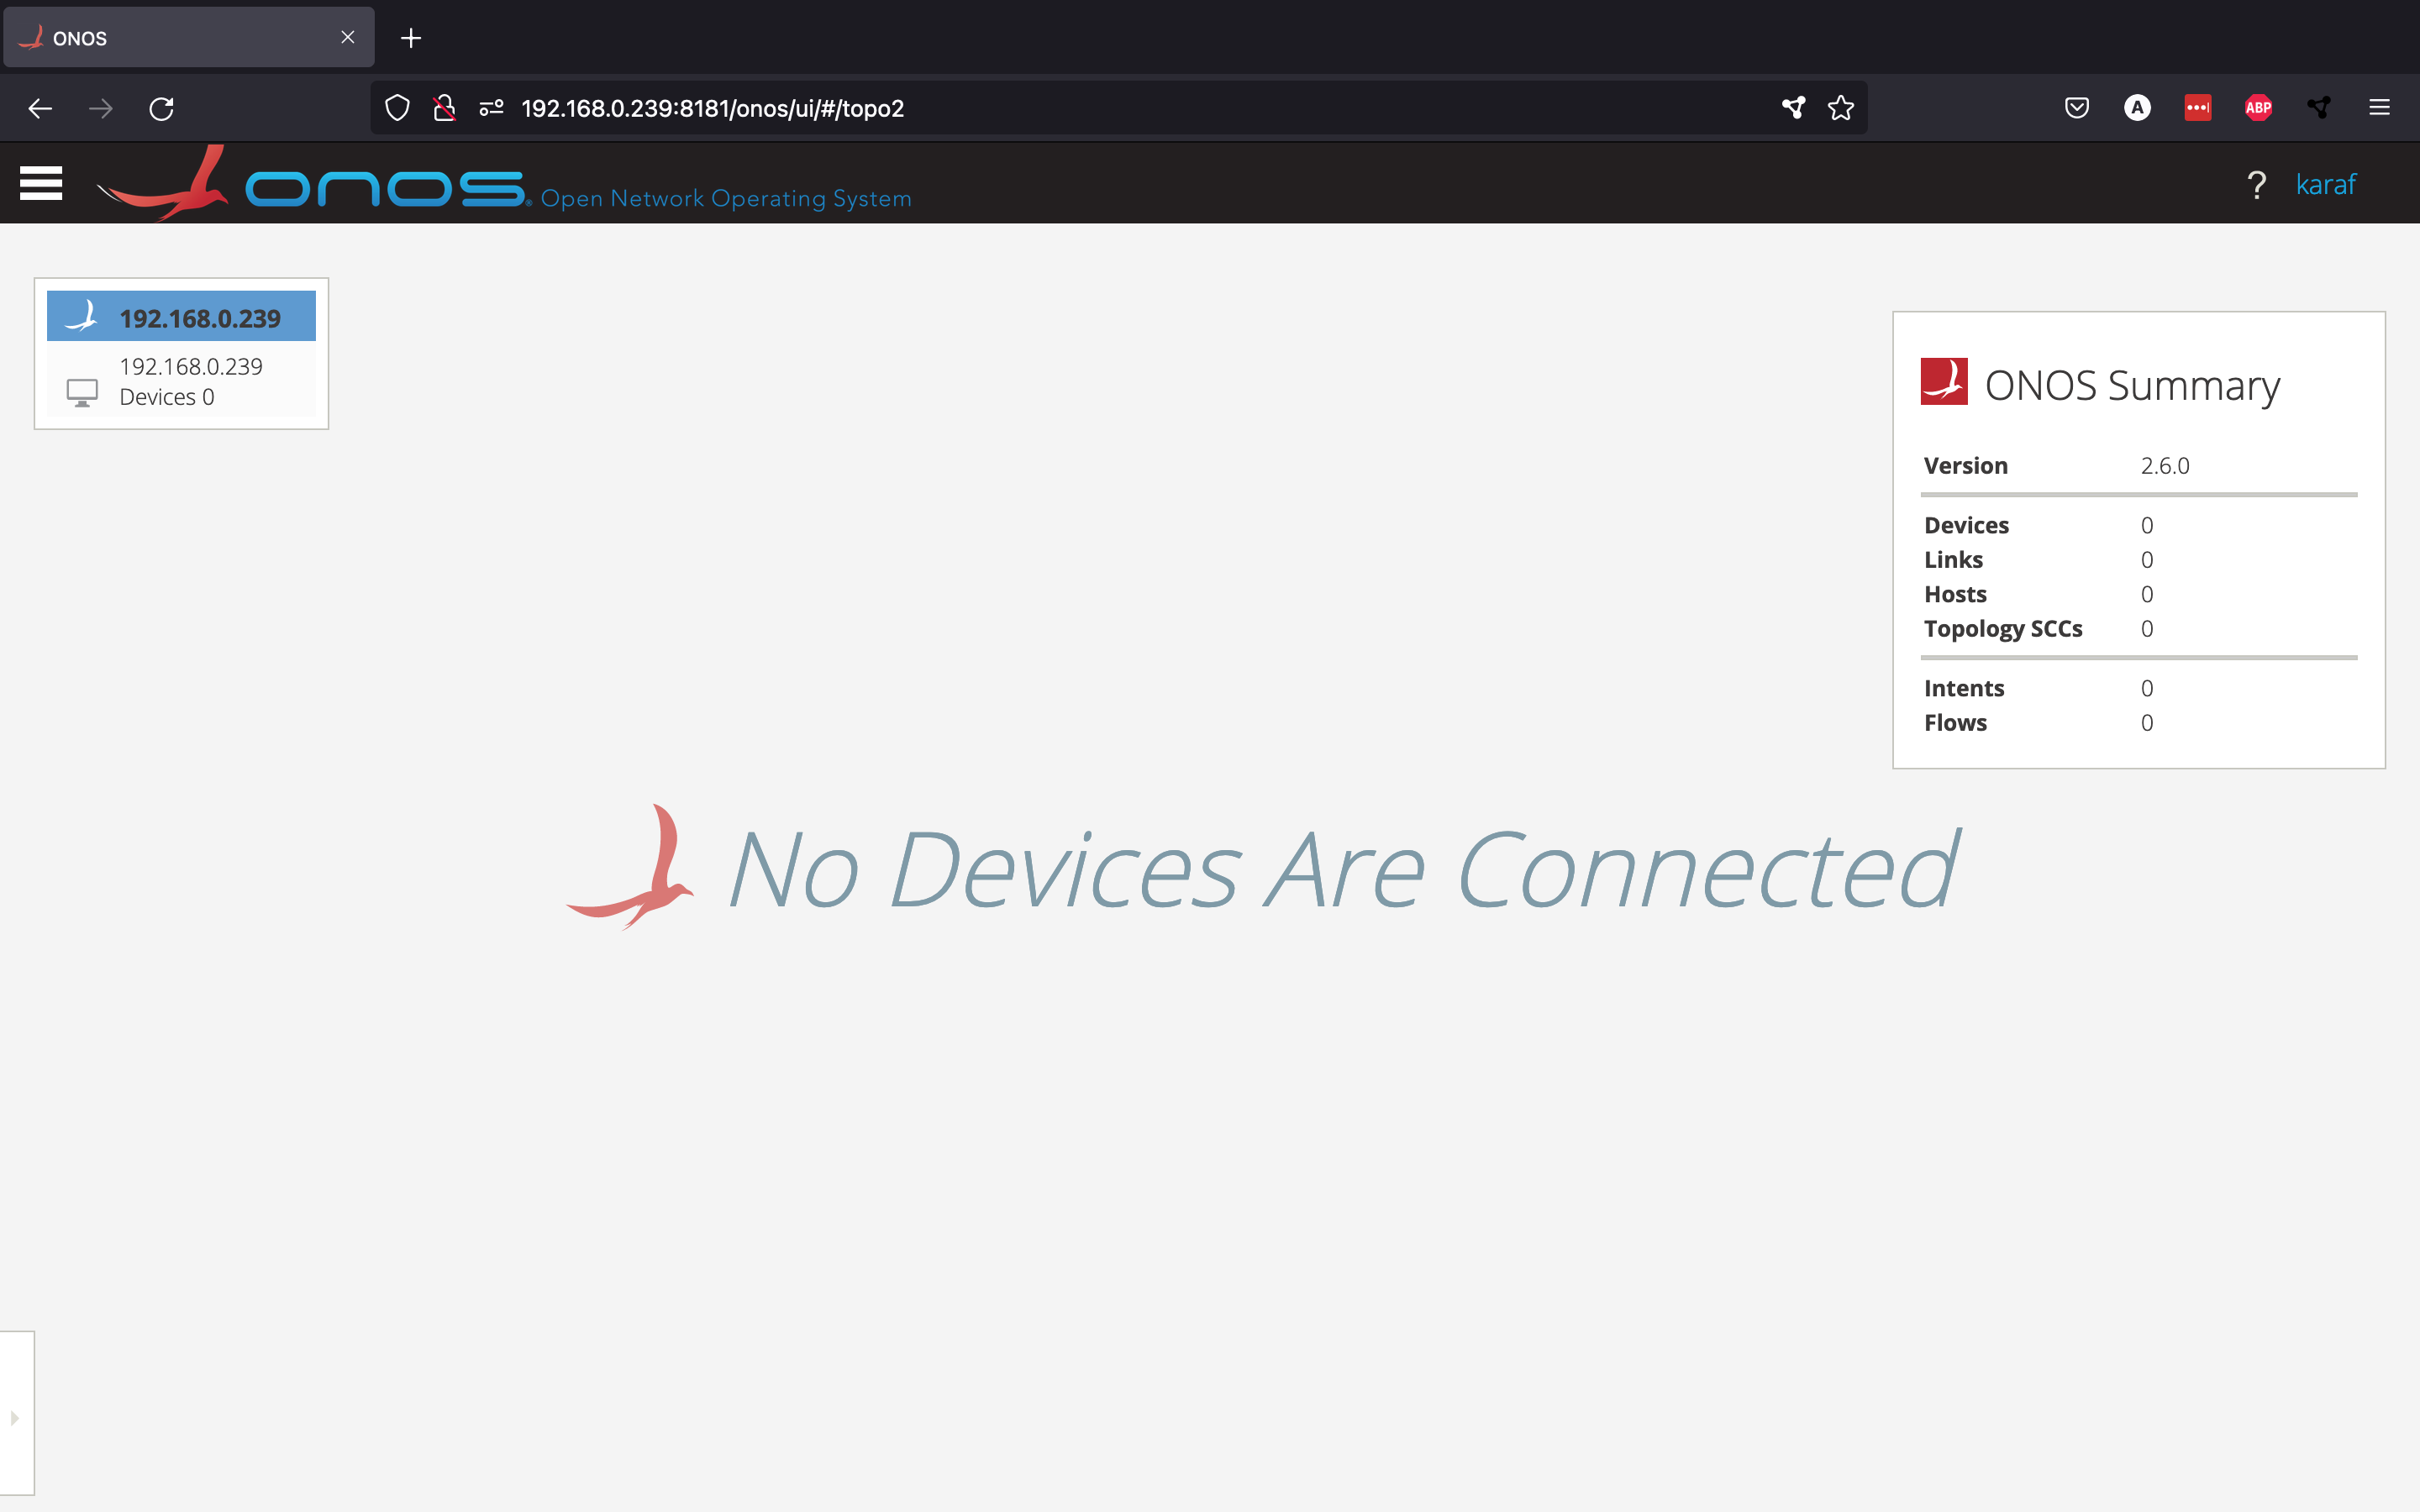 ONOS
192.168.0.239:8181/onos/ui/#/topo2
A
ABP
onos® Open Network Operating System
? karaf
192.168.0.239
192.168.0.239
Devices 0
ONOS Summary
Version 2.6.0
Devices 0
Links 0
Hosts 0
Topology SCCs 0
Intents 0
Flows 0
No Devices Are Connected